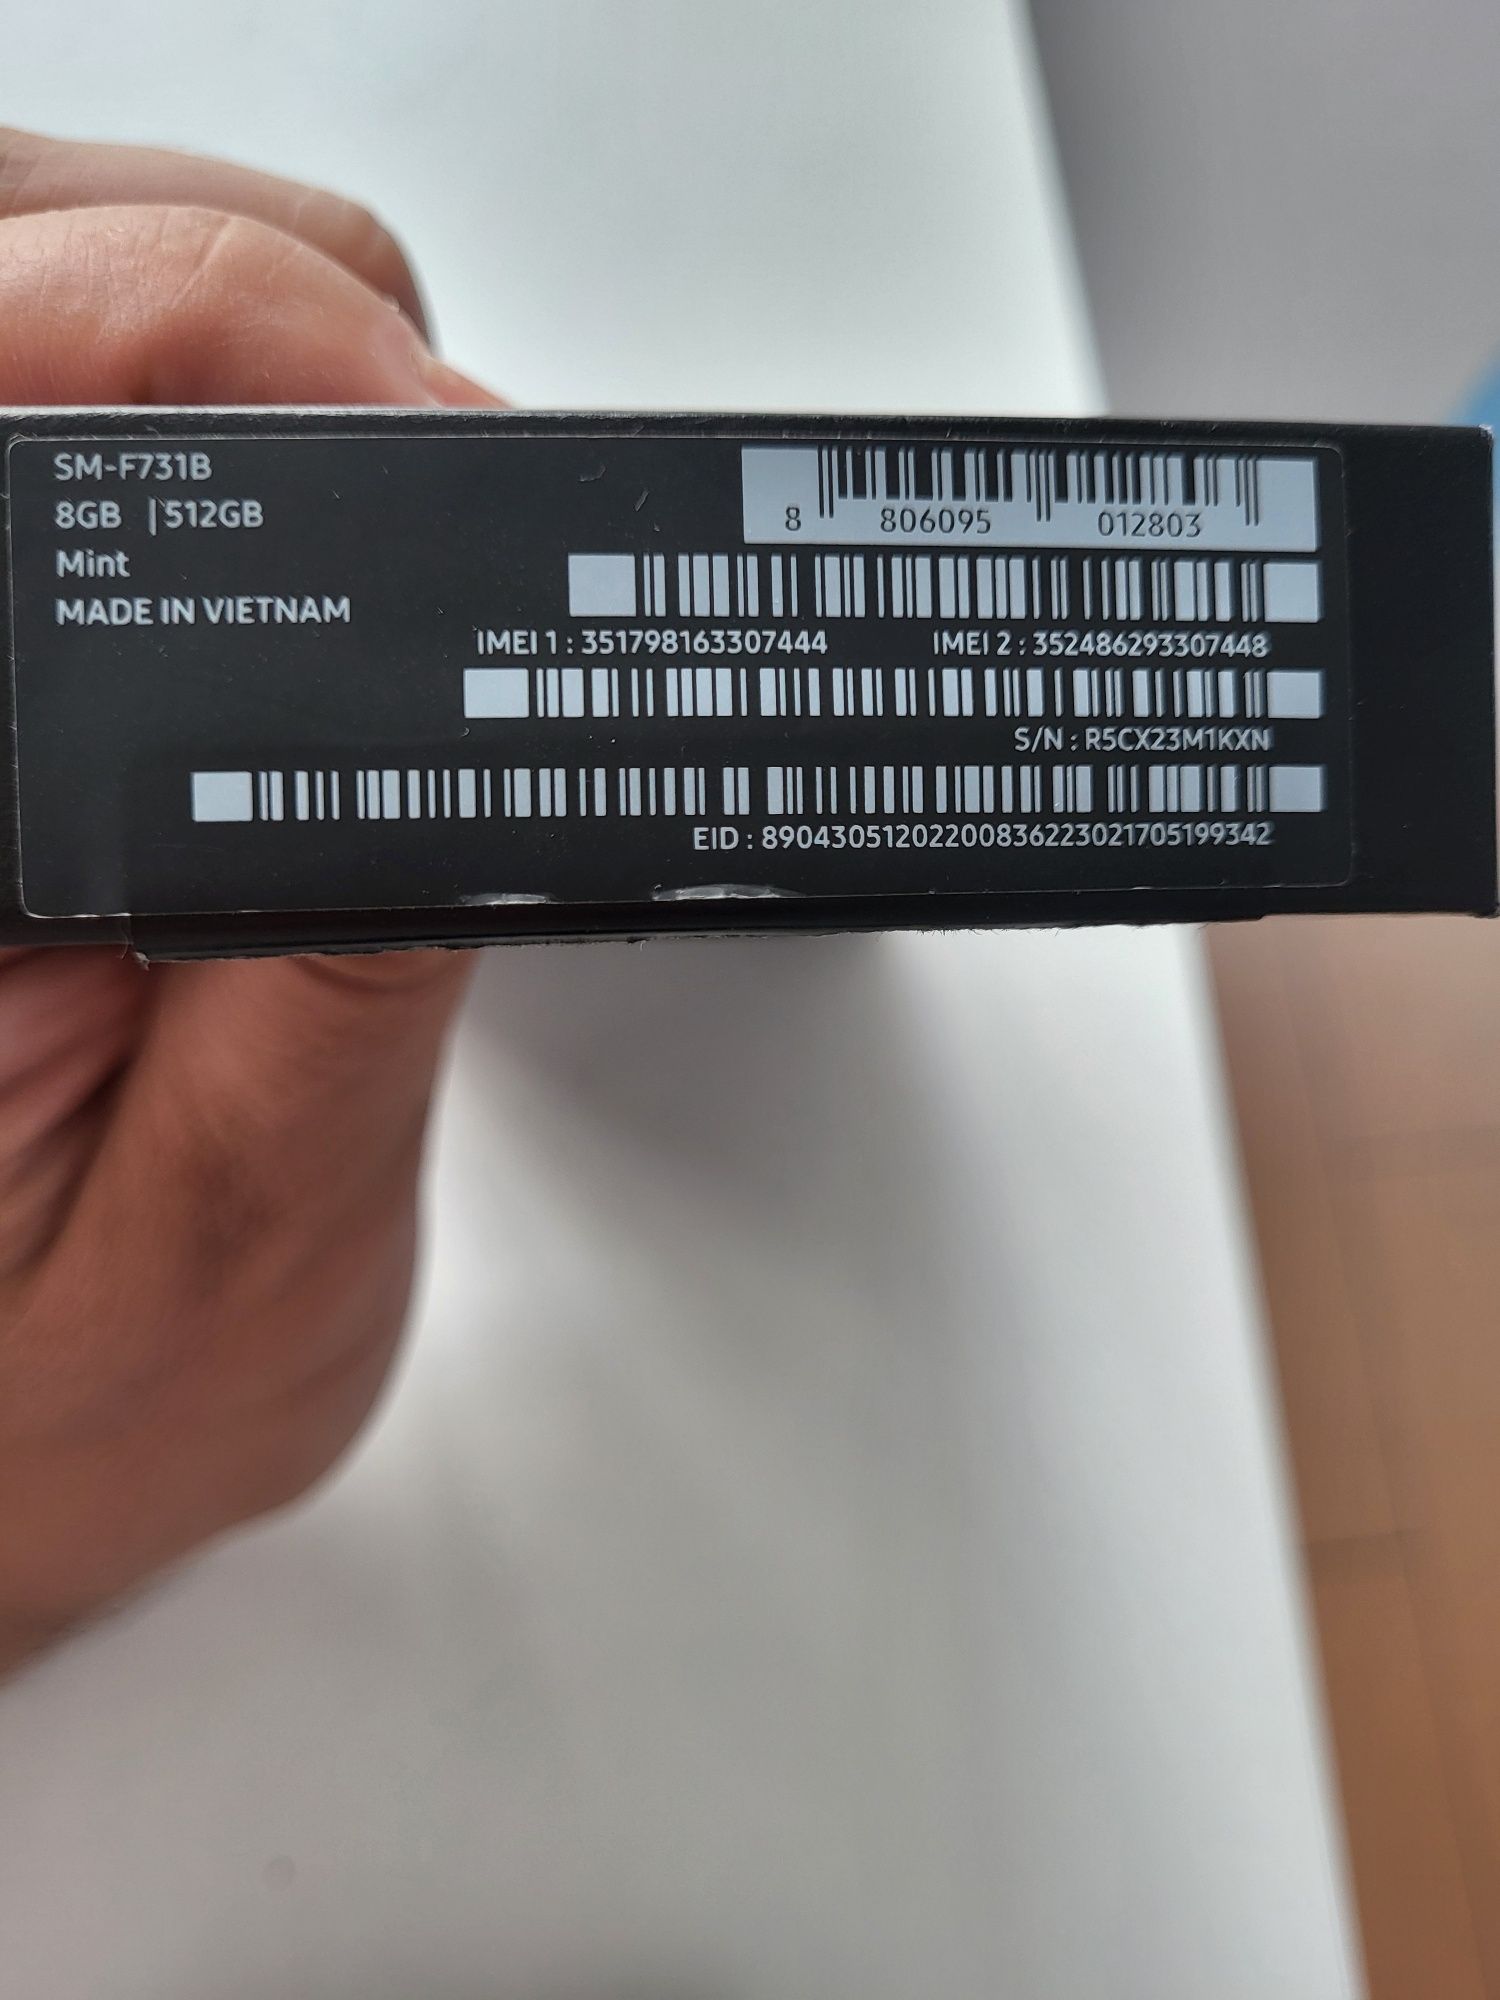 SM-F731B
8GB | 512GB
Mint
MADE IN VIETNAM
8 806095 012803
IMEI 1 : 351798163307444 IMEI 2 : 352486293307448
S/N : R5CX23M1KXN
EID : 89043051202200836223021705199342